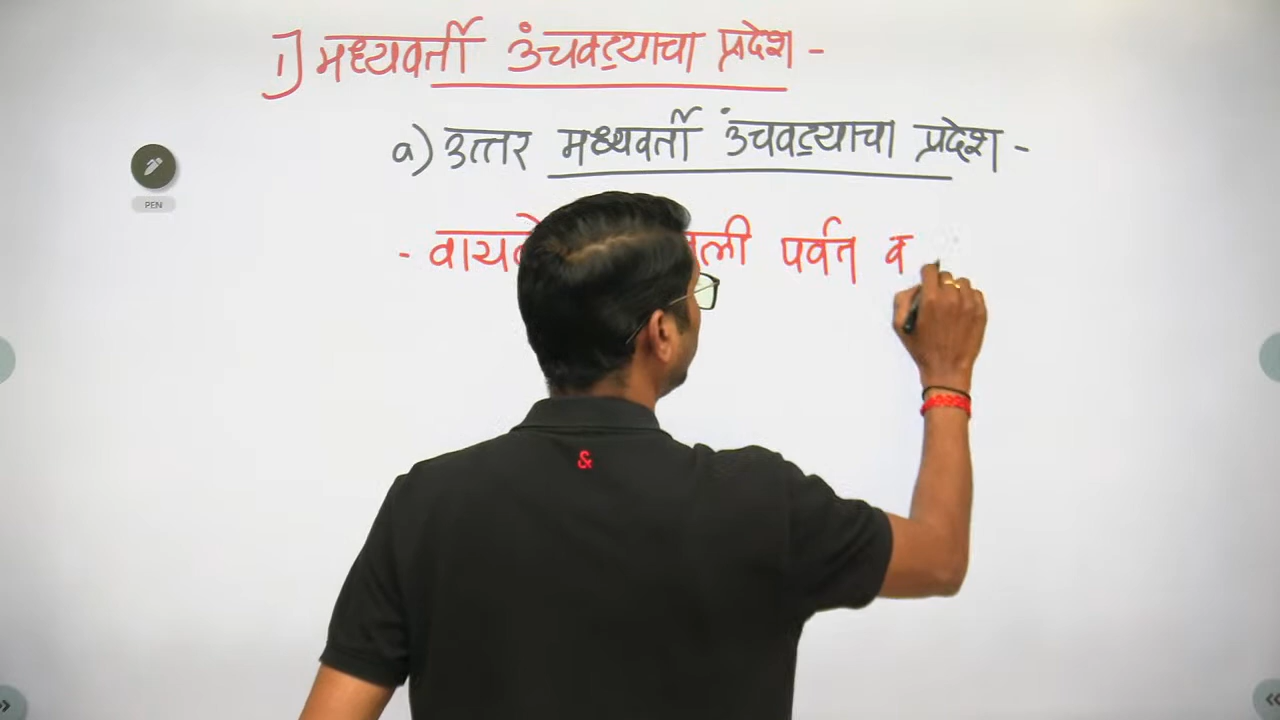 1) मध्यवर्ती उंचवट्याचा प्रदेश -
a) उत्तर मध्यवर्ती उंचवट्याचा प्रदेश -
PEN
- पर्वत व
&